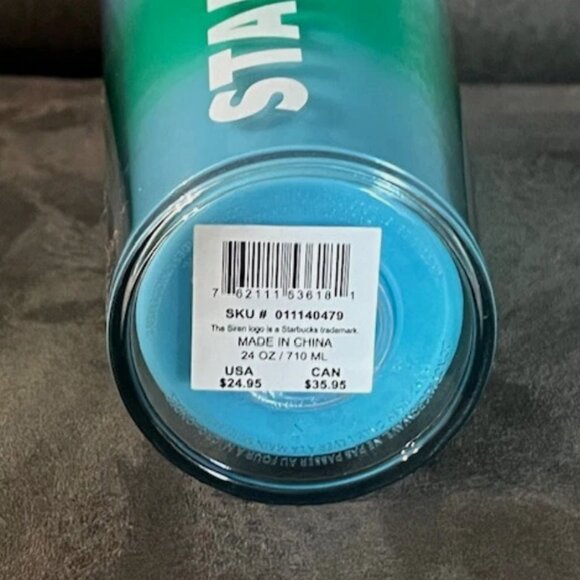 STA
7 62111 53618 1
SKU # 011140479
The Siren logo is a Starbucks trademark.
MADE IN CHINA
24 OZ / 710 ML
USA CAN
$24.95 $35.95